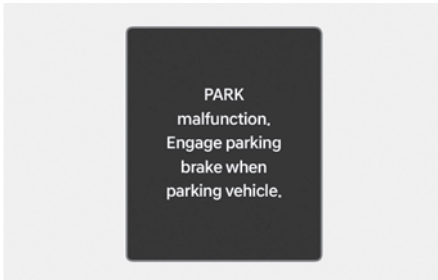 PARK
malfunction.
Engage parking
brake when
parking vehicle.